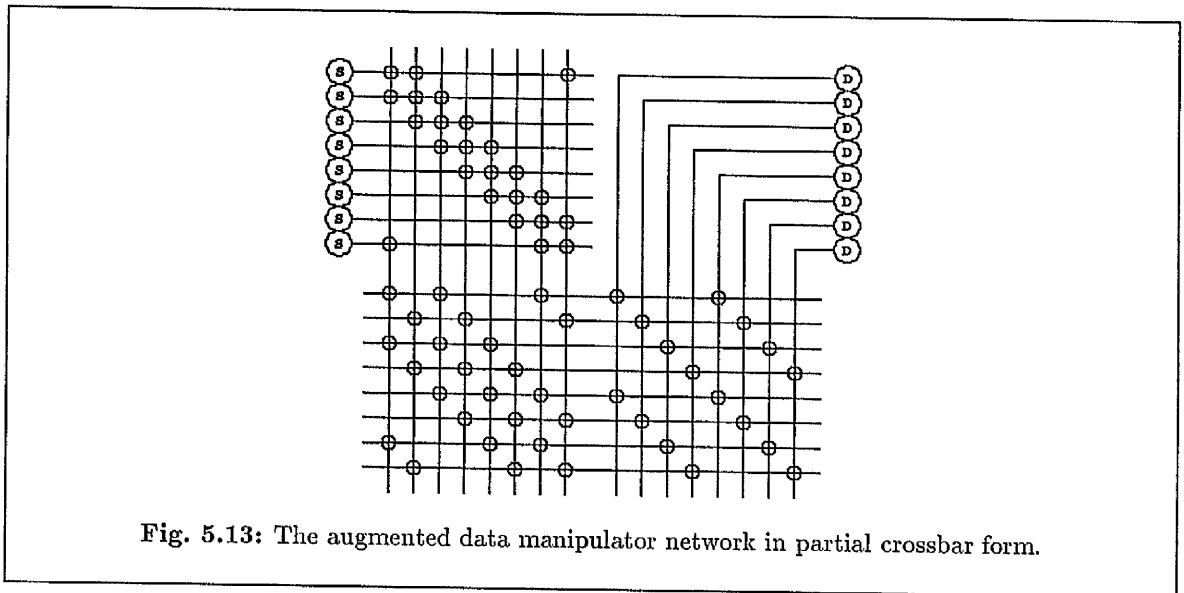 S
S
S
S
S
S
S
S
D
D
D
D
D
D
D
D
Fig. 5.13: The augmented data manipulator network in partial crossbar form.